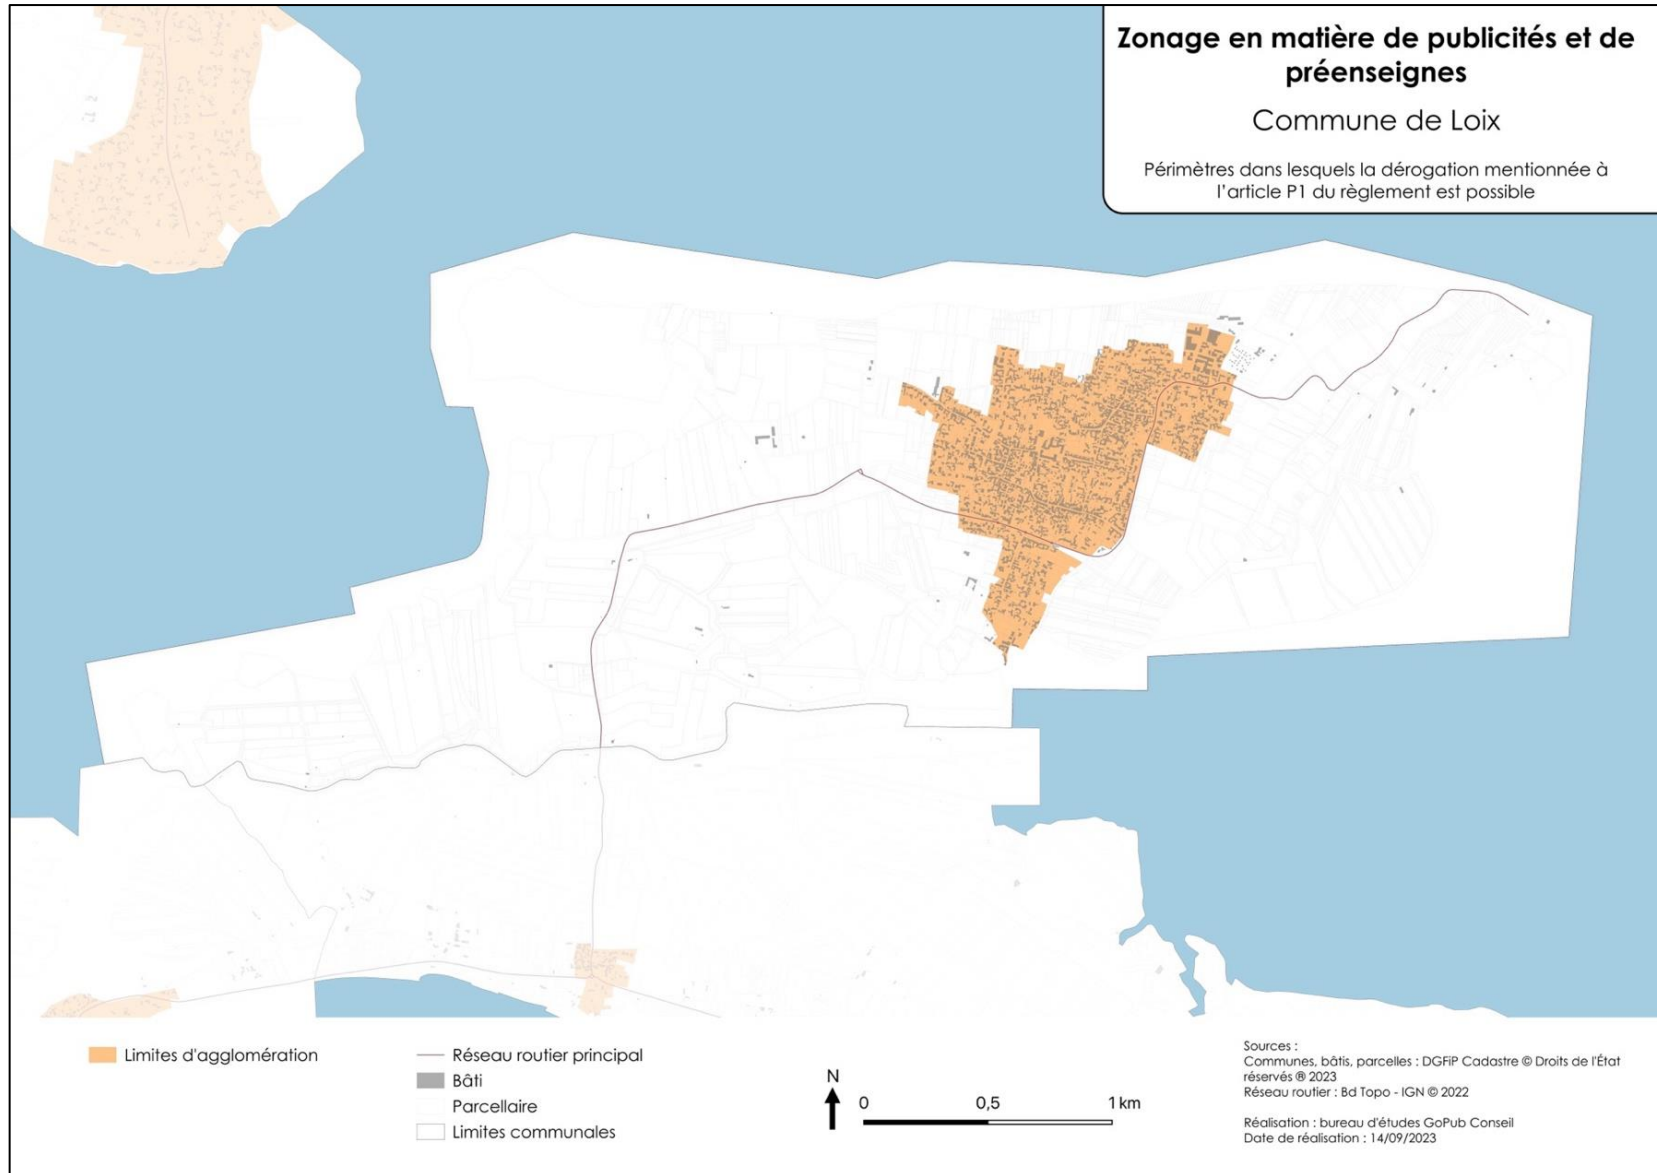 Zonage en matière de publicités et de
préenseignes
Commune de Loix
Périmètres dans lesquels la dérogation mentionnée à
l'article P1 du règlement est possible
Limites d'agglomération
Réseau routier principal
Bâti
Parcellaire
Limites communales
N
0 0,5 1 km
Sources :
Communes, bâtis, parcelles : DGFiP Cadastre © Droits de l'État
réservés ® 2023
Réseau routier : Bd Topo - IGN © 2022
Réalisation : bureau d'études GoPub Conseil
Date de réalisation : 14/09/2023